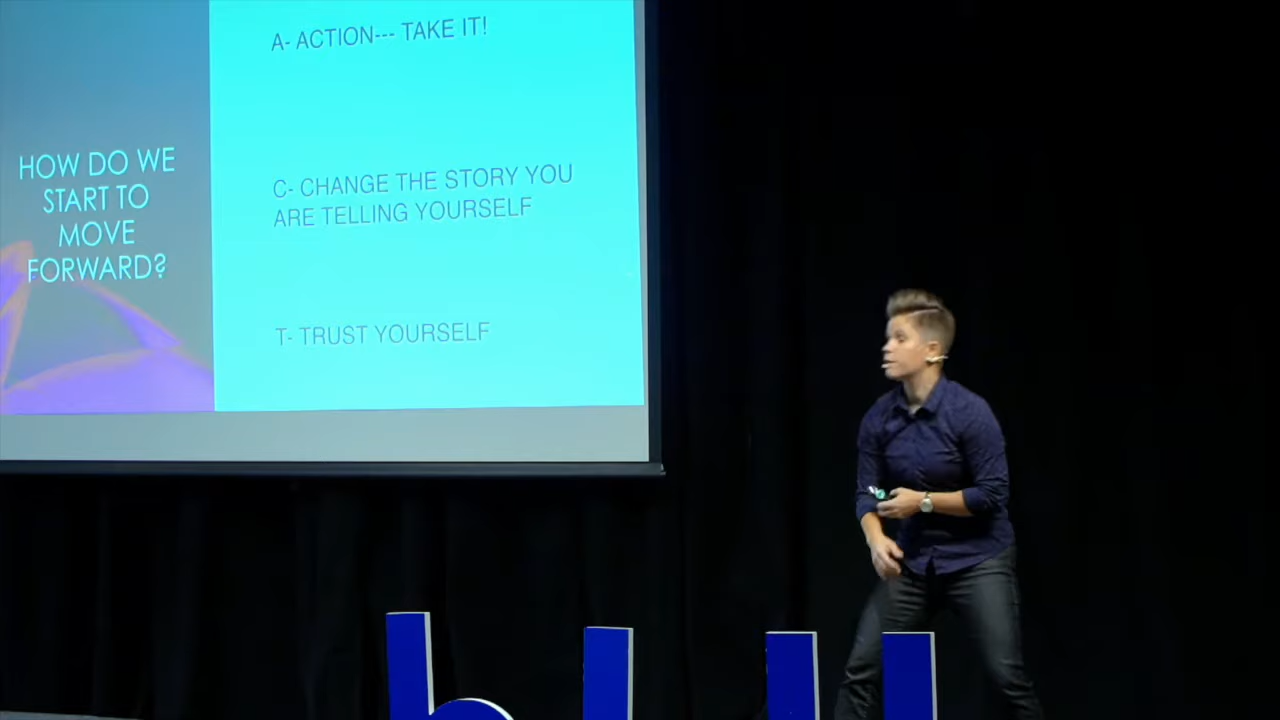 HOW DO WE
START TO
MOVE
FORWARD?
A- ACTION--- TAKE IT!
C- CHANGE THE STORY YOU
ARE TELLING YOURSELF
T- TRUST YOURSELF